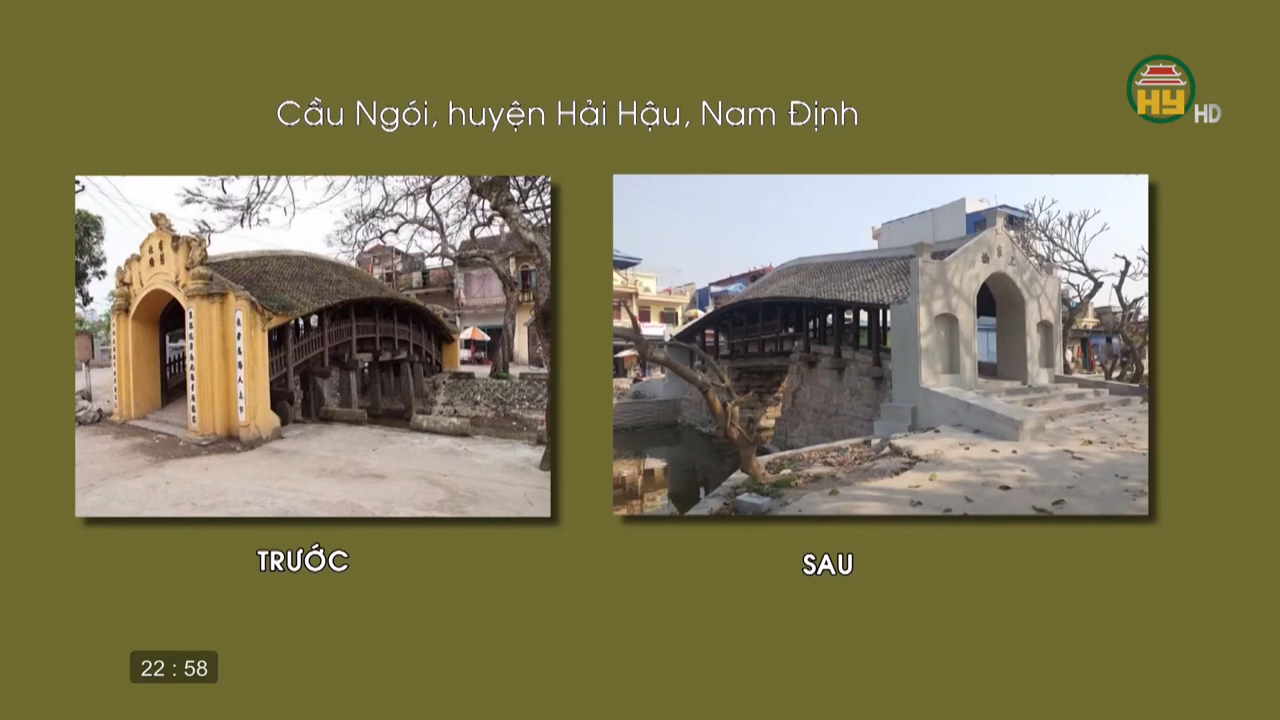 Cầu Ngói, huyện Hải Hậu, Nam Định
HY HD
TRƯỚC
SAU
22 : 58